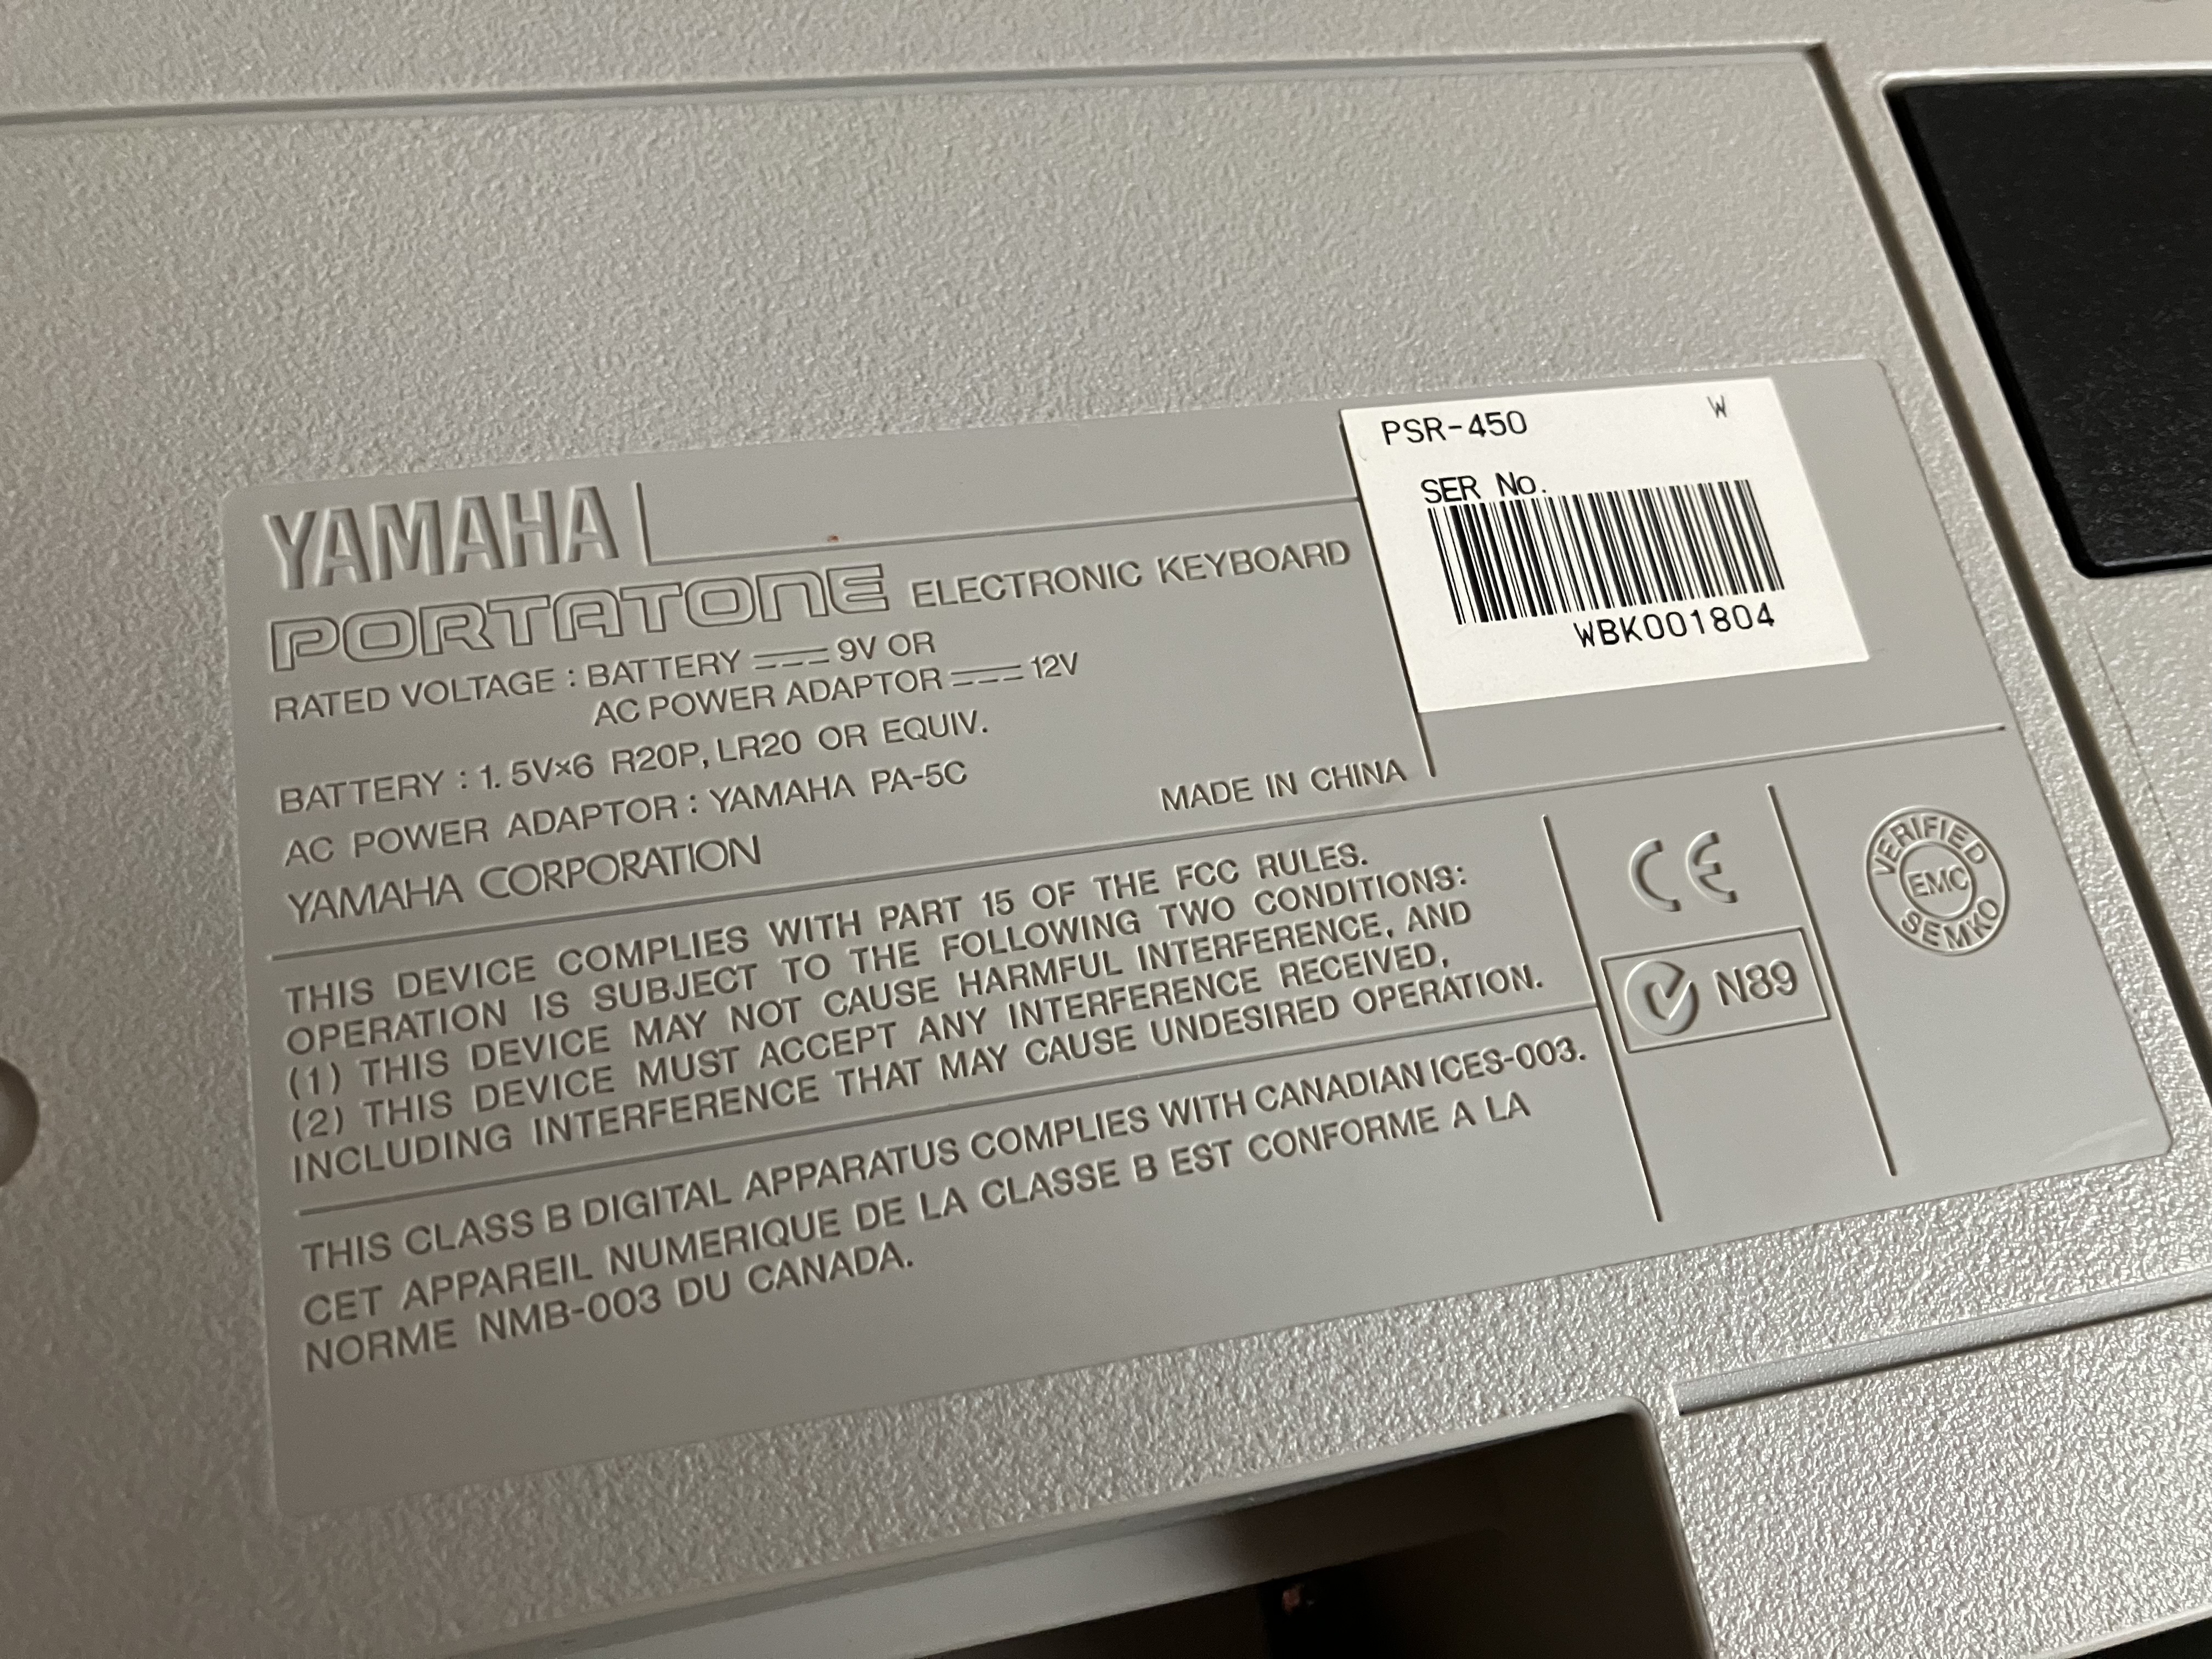 PSR-450 W
SER No.
WBK001804
YAMAHA
PORTATONE ELECTRONIC KEYBOARD
RATED VOLTAGE : BATTERY ⎓ 9V OR
AC POWER ADAPTOR ⎓ 12V
BATTERY : 1.5V×6 R20P, LR20 OR EQUIV.
AC POWER ADAPTOR : YAMAHA PA-5C
YAMAHA CORPORATION
MADE IN CHINA
THIS DEVICE COMPLIES WITH PART 15 OF THE FCC RULES.
OPERATION IS SUBJECT TO THE FOLLOWING TWO CONDITIONS:
(1) THIS DEVICE MAY NOT CAUSE HARMFUL INTERFERENCE, AND
(2) THIS DEVICE MUST ACCEPT ANY INTERFERENCE RECEIVED,
INCLUDING INTERFERENCE THAT MAY CAUSE UNDESIRED OPERATION.
THIS CLASS B DIGITAL APPARATUS COMPLIES WITH CANADIAN ICES-003.
CET APPAREIL NUMERIQUE DE LA CLASSE B EST CONFORME A LA
NORME NMB-003 DU CANADA.
CE
N89
VERIFIED
EMC
SEMKO